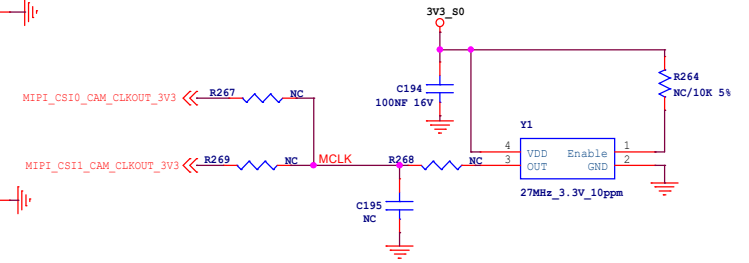 3V3_S0
R264
NC/10K 5%
C194
100NF 16V
MIPI_CSI0_CAM_CLKOUT_3V3
R267
NC
Y1
4
VDD
Enable
1
3
OUT
GND
2
27MHz_3.3V_10ppm
MIPI_CSI1_CAM_CLKOUT_3V3
R269
NC
MCLK
R268
NC
C195
NC